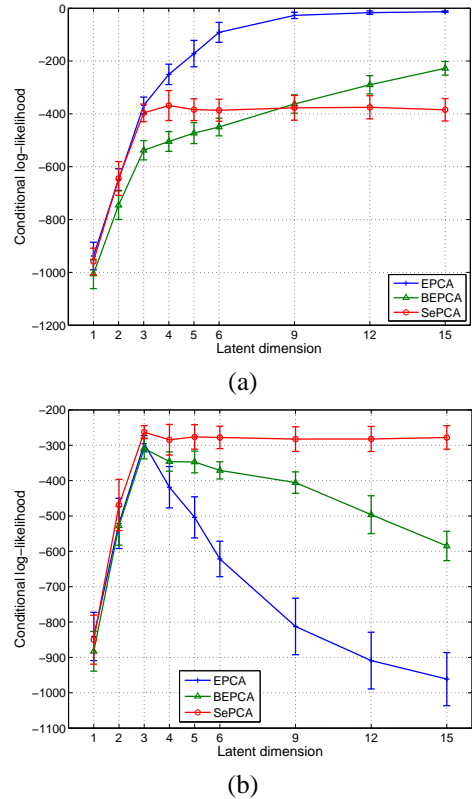 0
−200
−400
−600
−800
−1000
−1200
Conditional log−likelihood
1 2 3 4 5 6 9 12 15
Latent dimension
EPCA
BEPCA
SePCA
(a)
−200
−300
−400
−500
−600
−700
−800
−900
−1000
−1100
Conditional log−likelihood
1 2 3 4 5 6 9 12 15
Latent dimension
EPCA
BEPCA
SePCA
(b)